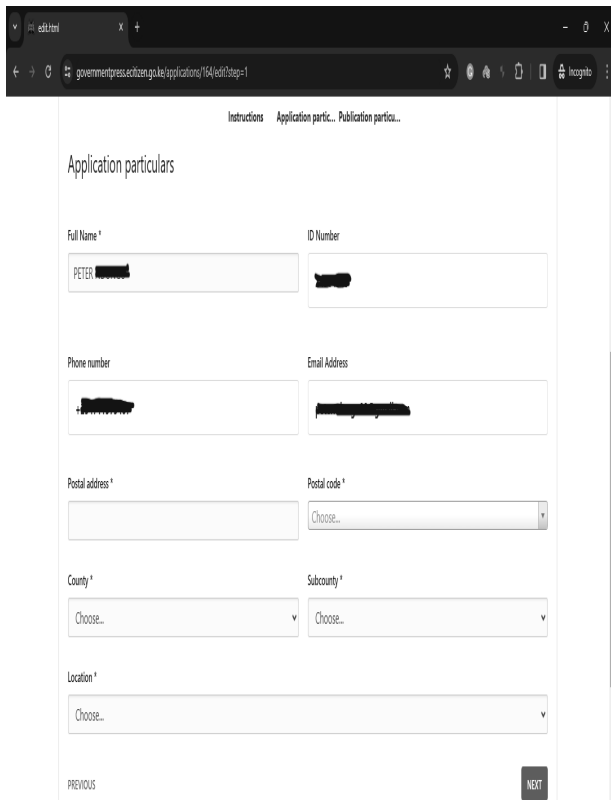 edit.html
governmentpress.ecitizen.go.ke/applications/164/edit?step=1
Incognito
Instructions Application partic... Publication particu...
Application particulars
Full Name * ID Number
PETER
Phone number Email Address
Postal address * Postal code *
Choose...
County * Subcounty *
Choose... Choose...
Location *
Choose...
PREVIOUS NEXT